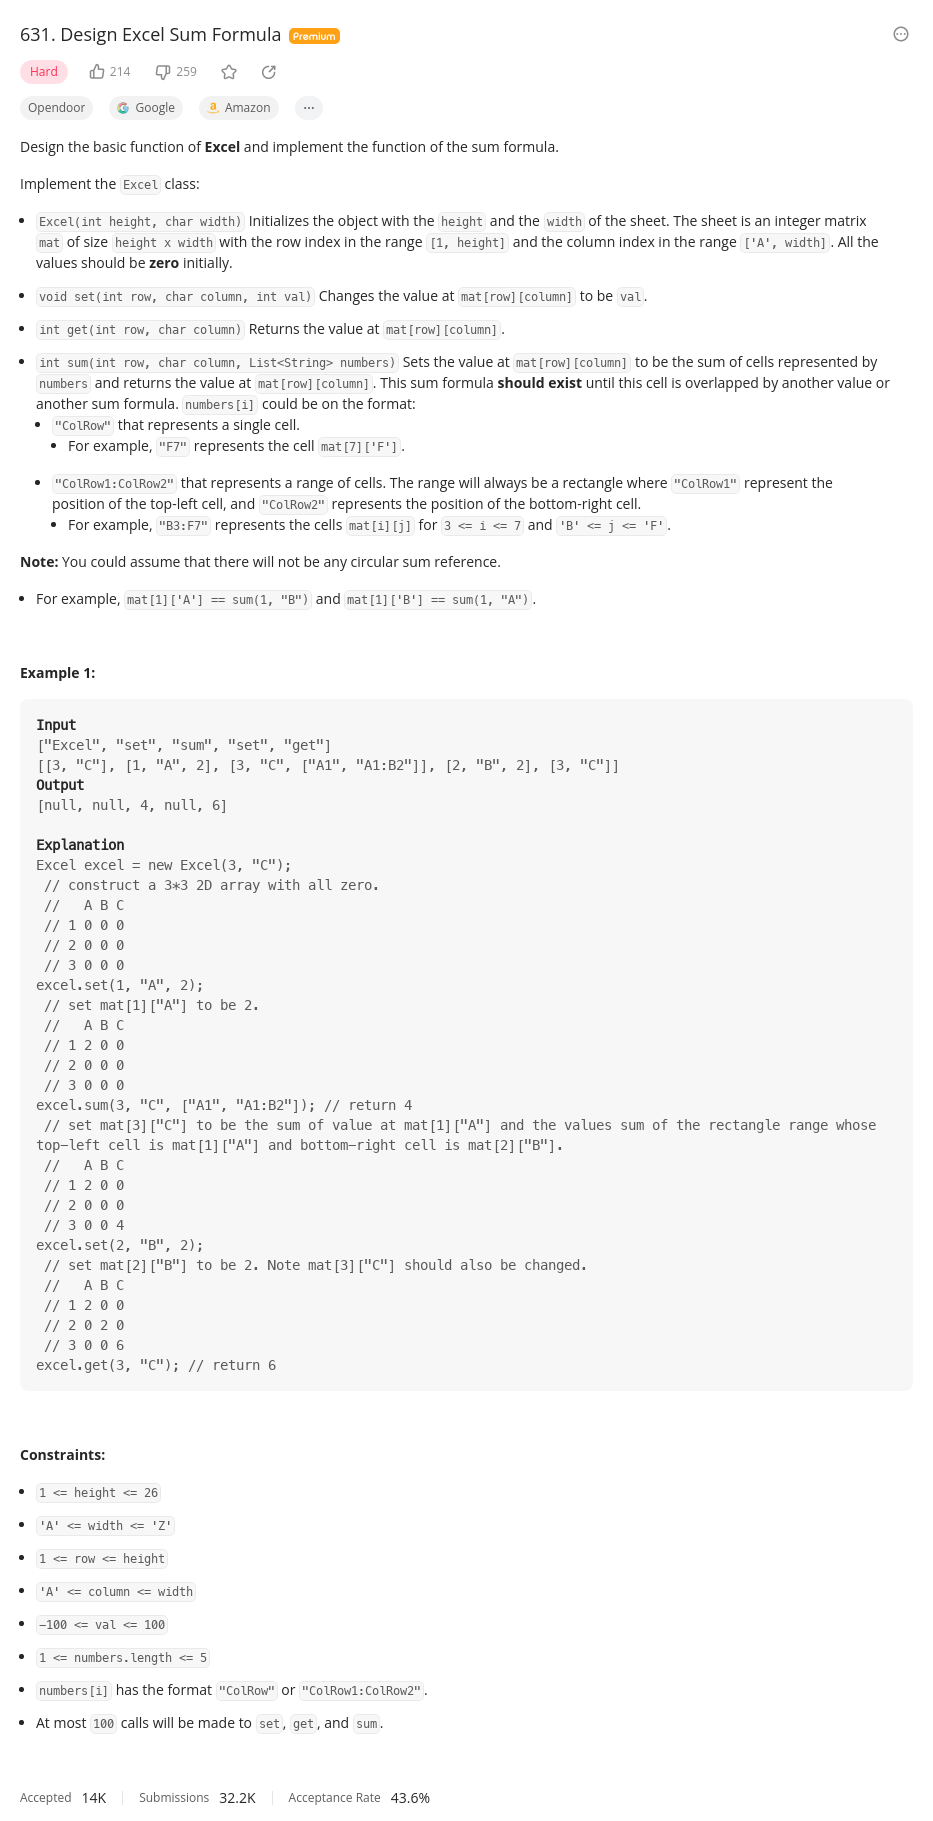 631. Design Excel Sum Formula Premium
Hard 214 259
Opendoor Google Amazon ...
Design the basic function of Excel and implement the function of the sum formula.
Implement the Excel class:
Excel(int height, char width) Initializes the object with the height and the width of the sheet. The sheet is an integer matrix
mat of size height x width with the row index in the range [1, height] and the column index in the range ['A', width]. All the
values should be zero initially.
void set(int row, char column, int val) Changes the value at mat[row][column] to be val.
int get(int row, char column) Returns the value at mat[row][column].
int sum(int row, char column, List<String> numbers) Sets the value at mat[row][column] to be the sum of cells represented by
numbers and returns the value at mat[row][column]. This sum formula should exist until this cell is overlapped by another value or
another sum formula. numbers[i] could be on the format:
"ColRow" that represents a single cell.
For example, "F7" represents the cell mat[7]['F'].
"ColRow1:ColRow2" that represents a range of cells. The range will always be a rectangle where "ColRow1" represent the
position of the top-left cell, and "ColRow2" represents the position of the bottom-right cell.
For example, "B3:F7" represents the cells mat[i][j] for 3 <= i <= 7 and 'B' <= j <= 'F'.
Note: You could assume that there will not be any circular sum reference.
For example, mat[1]['A'] == sum(1, "B") and mat[1]['B'] == sum(1, "A").
Example 1:
Input
["Excel", "set", "sum", "set", "get"]
[[3, "C"], [1, "A", 2], [3, "C", ["A1", "A1:B2"]], [2, "B", 2], [3, "C"]]
Output
[null, null, 4, null, 6]
Explanation
Excel excel = new Excel(3, "C");
// construct a 3*3 2D array with all zero.
// A B C
// 1 0 0 0
// 2 0 0 0
// 3 0 0 0
excel.set(1, "A", 2);
// set mat[1]["A"] to be 2.
// A B C
// 1 2 0 0
// 2 0 0 0
// 3 0 0 0
excel.sum(3, "C", ["A1", "A1:B2"]); // return 4
// set mat[3]["C"] to be the sum of value at mat[1]["A"] and the values sum of the rectangle range whose
top-left cell is mat[1]["A"] and bottom-right cell is mat[2]["B"].
// A B C
// 1 2 0 0
// 2 0 0 0
// 3 0 0 4
excel.set(2, "B", 2);
// set mat[2]["B"] to be 2. Note mat[3]["C"] should also be changed.
// A B C
// 1 2 0 0
// 2 0 2 0
// 3 0 0 6
excel.get(3, "C"); // return 6
Constraints:
1 <= height <= 26
'A' <= width <= 'Z'
1 <= row <= height
'A' <= column <= width
-100 <= val <= 100
1 <= numbers.length <= 5
numbers[i] has the format "ColRow" or "ColRow1:ColRow2".
At most 100 calls will be made to set, get, and sum.
Accepted 14K Submissions 32.2K Acceptance Rate 43.6%